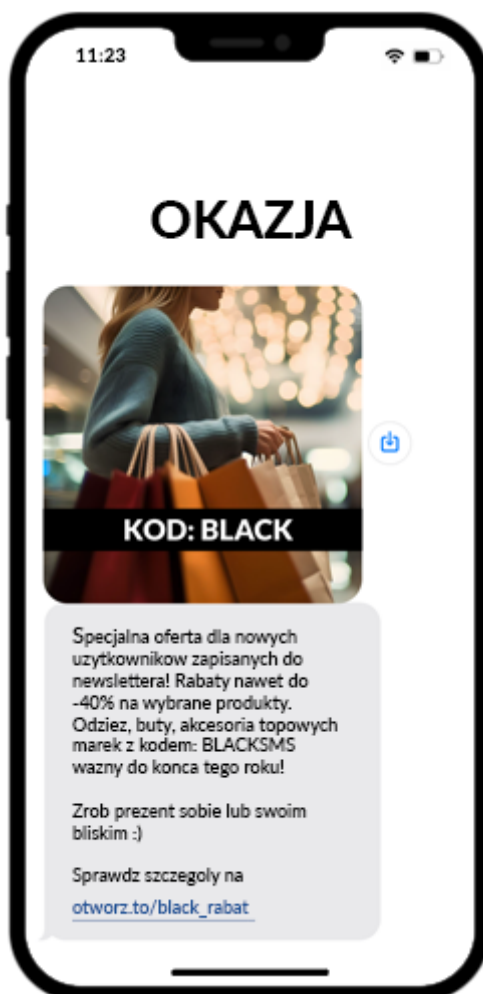 11:23
OKAZJA
KOD: BLACK
Specjalna oferta dla nowych
uzytkownikow zapisanych do
newslettera! Rabaty nawet do
-40% na wybrane produkty.
Odziez, buty, akcesoria topowych
marek z kodem: BLACKSMS
wazny do konca tego roku!
Zrob prezent sobie lub swoim
bliskim :)
Sprawdz szczegoly na
otworz.to/black_rabat